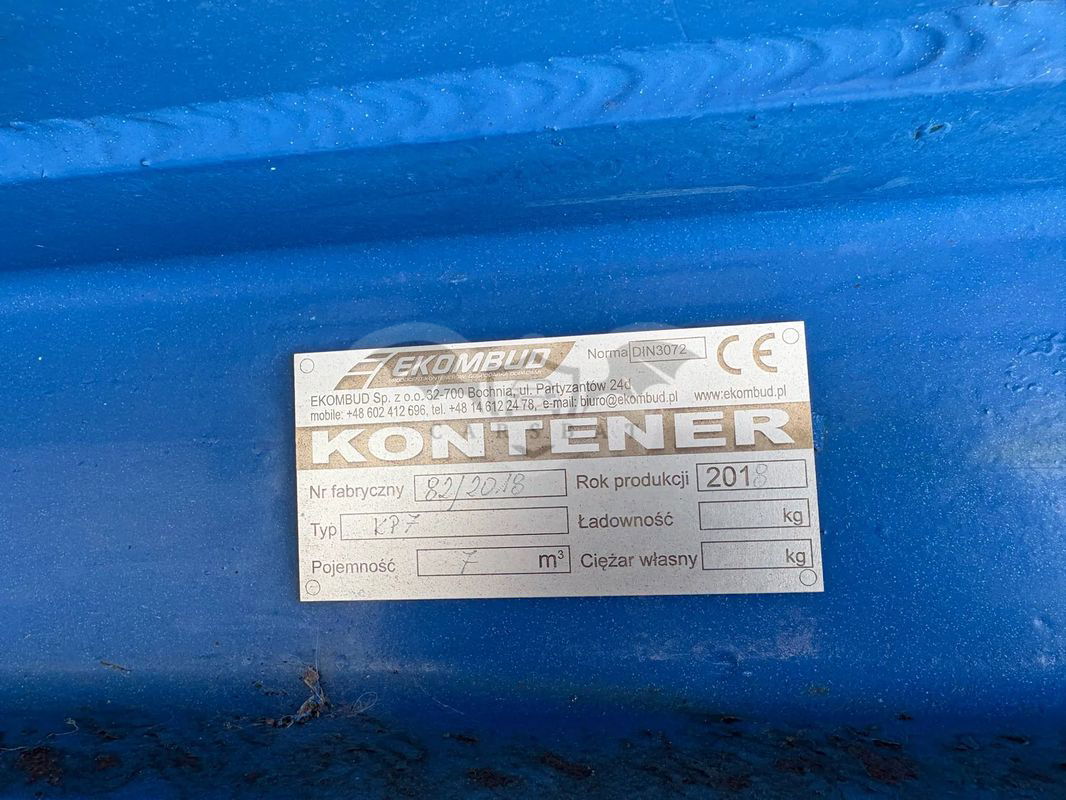 EKOMBUD
Norma DIN3072
CE
EKOMBUD Sp. z o.o. 32-700 Bochnia, ul. Partyzantów 24d
www.ekombud.pl
mobile: +48 602 412 696, tel. +48 14 612 24 78, e-mail: biuro@ekombud.pl
KONTENER
Nr fabryczny 82/2018
Rok produkcji 2018
Typ KP7
Ładowność kg
Pojemność 7 m³
Ciężar własny kg